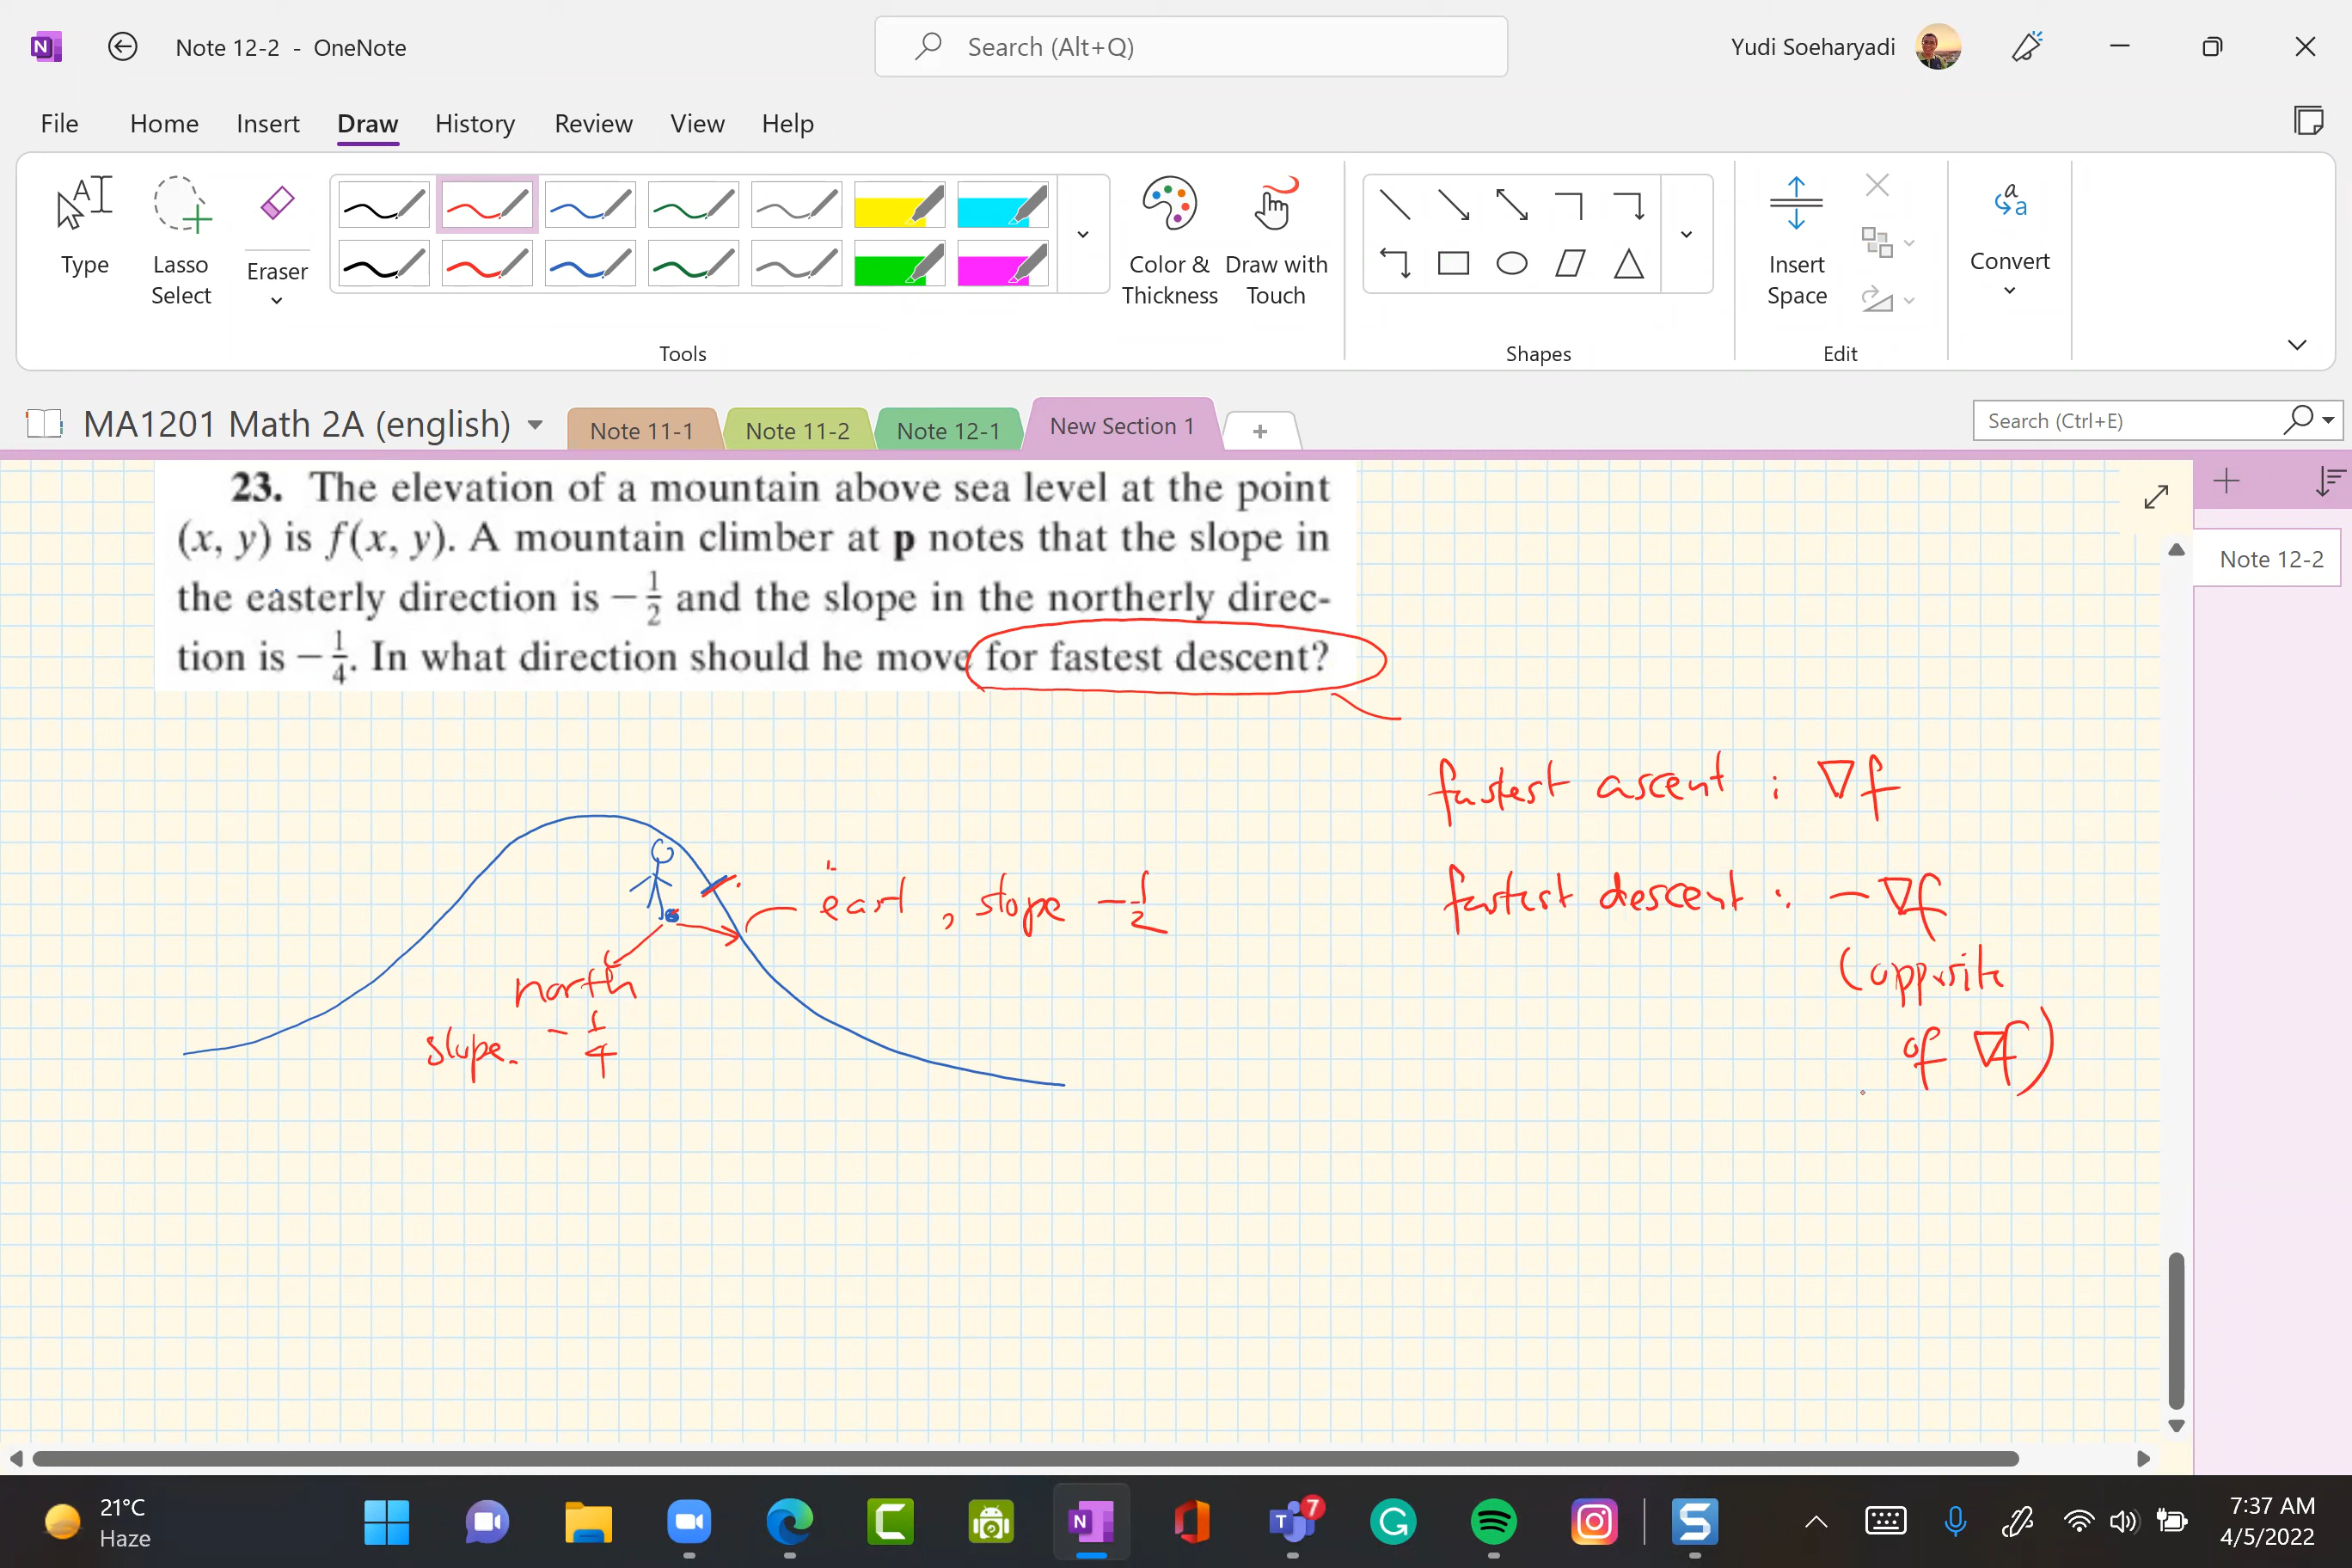 Note 12-2 - OneNote
Search (Alt+Q)
Yudi Soeharyadi
File Home Insert Draw History Review View Help
Type
Lasso Select
Eraser
Color & Thickness
Draw with Touch
Insert Space
Convert
Tools
Shapes
Edit
MA1201 Math 2A (english)
Note 11-1
Note 11-2
Note 12-1
New Section 1
Search (Ctrl+E)
Note 12-2
23. The elevation of a mountain above sea level at the point
(x, y) is f(x, y). A mountain climber at p notes that the slope in
the easterly direction is −1/2 and the slope in the northerly direc-
tion is −1/4. In what direction should he move for fastest descent?
fastest ascent : ∇f
fastest descent : −∇f
(opposite
of ∇f)
east, slope −1/2
north
slope. −1/4
21°C
Haze
7
7:37 AM
4/5/2022